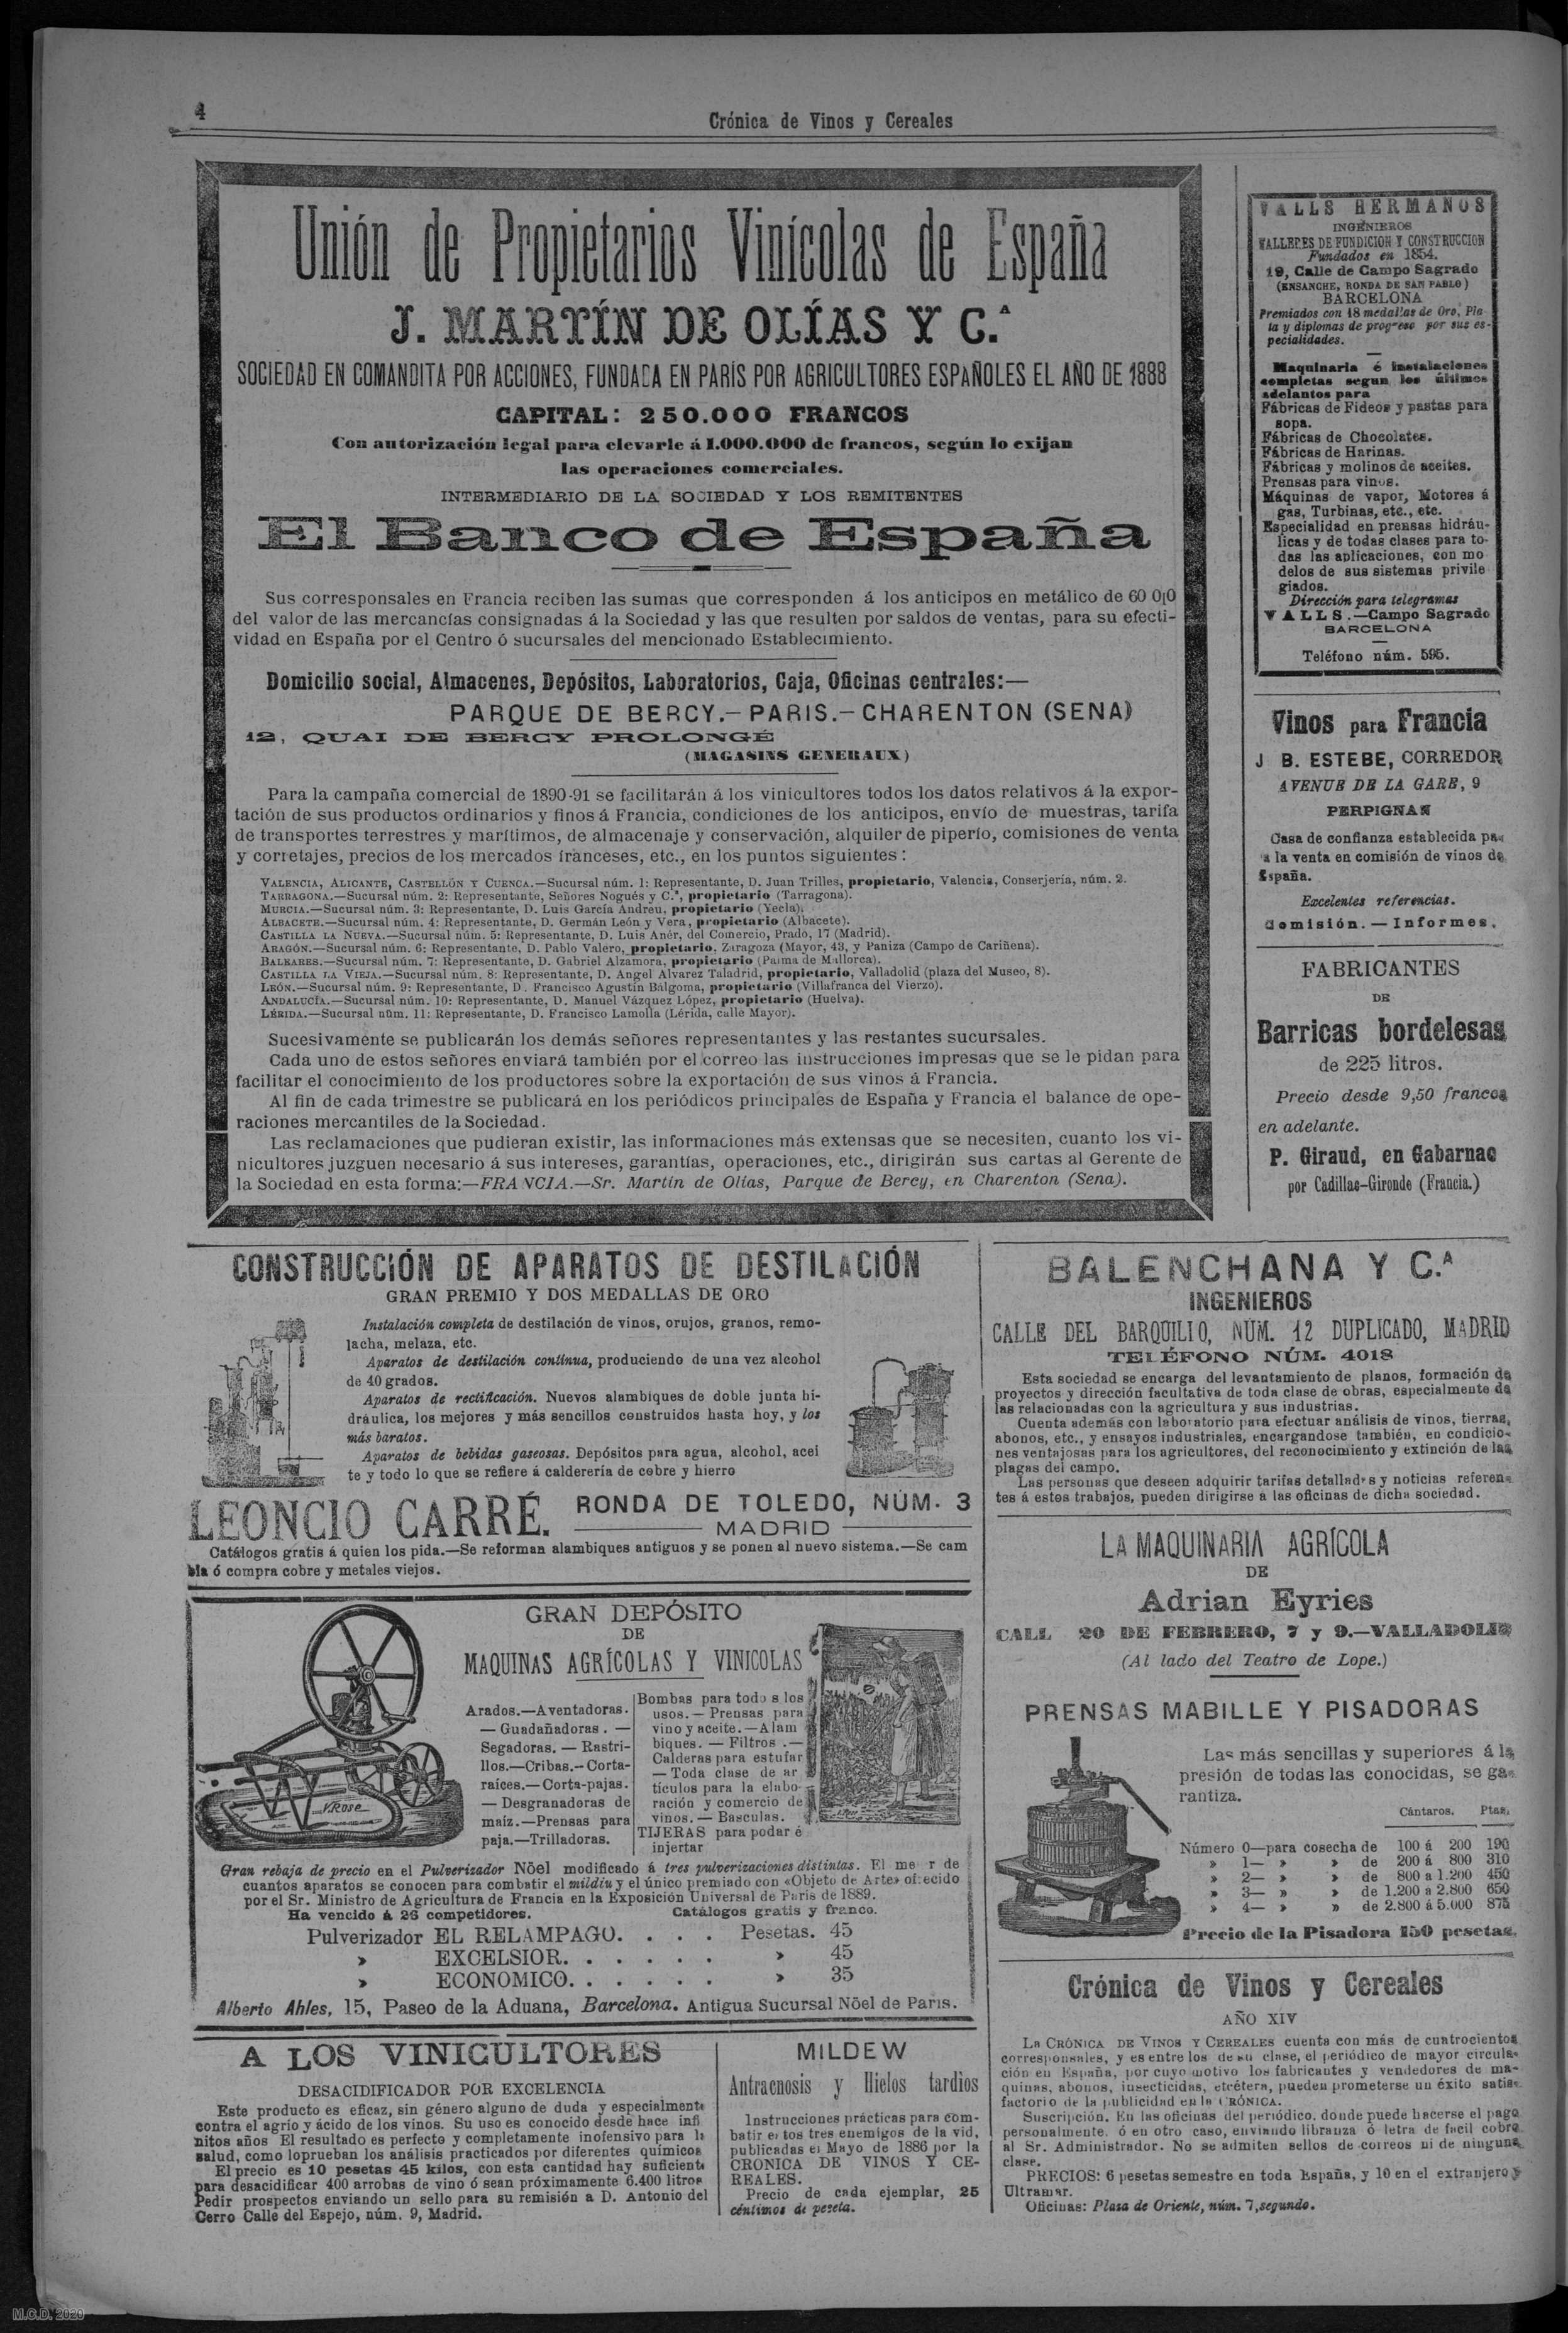 4
Crónica de Vinos y Cereales
Unión de Propietarios Vinícolas de España
J. MARTÍN DE OLÍAS Y C.ᴬ
SOCIEDAD EN COMANDITA POR ACCIONES, FUNDADA EN PARÍS POR AGRICULTORES ESPAÑOLES EL AÑO DE 1888
CAPITAL: 250.000 FRANCOS
Con autorización legal para elevarle á 1.000.000 de francos, según lo exijan
las operaciones comerciales.
INTERMEDIARIO DE LA SOCIEDAD Y LOS REMITENTES
El Banco de España
Sus corresponsales en Francia reciben las sumas que corresponden á los anticipos en metálico de 60 0¡0
del valor de las mercancías consignadas á la Sociedad y las que resulten por saldos de ventas, para su efecti-
vidad en España por el Centro ó sucursales del mencionado Establecimiento.
Domicilio social, Almacenes, Depósitos, Laboratorios, Caja, Oficinas centrales:—
PARQUE DE BERCY.—PARIS.—CHARENTON (SENA)
12, QUAI DE BERCY PROLONGÉ
(MAGASINS GENERAUX)
Para la campaña comercial de 1890-91 se facilitarán á los vinicultores todos los datos relativos á la expor-
tación de sus productos ordinarios y finos á Francia, condiciones de los anticipos, envío de muestras, tarifa
de transportes terrestres y marítimos, de almacenaje y conservación, alquiler de piperío, comisiones de venta
y corretajes, precios de los mercados franceses, etc., en los puntos siguientes:
VALENCIA, ALICANTE, CASTELLÓN Y CUENCA.—Sucursal núm. 1: Representante, D. Juan Trilles, propietario, Valencia, Conserjería, núm. 2.
TARRAGONA.—Sucursal núm. 2: Representante, Señores Nogués y C.ª, propietario (Tarragona).
MURCIA.—Sucursal núm. 3: Representante, D. Luis García Andreu, propietario (Yecla).
ALBACETE.—Sucursal núm. 4: Representante, D. Germán León y Vera, propietario (Albacete).
CASTILLA LA NUEVA.—Sucursal núm. 5: Representante, D. Luis Anér, del Comercio, Prado, 17 (Madrid).
ARAGÓN.—Sucursal núm. 6: Representante, D. Pablo Valero, propietario, Zaragoza (Mayor, 43, y Paniza (Campo de Cariñena).
BALEARES.—Sucursal núm. 7: Representante, D. Gabriel Alzamora, propietario (Palma de Mallorca).
CASTILLA LA VIEJA.—Sucursal núm. 8: Representante, D. Angel Alvarez Taladrid, propietario, Valladolid (plaza del Museo, 8).
LEÓN.—Sucursal núm. 9: Representante, D. Francisco Agustín Bálgoma, propietario (Villafranca del Vierzo).
ANDALUCÍA.—Sucursal núm. 10: Representante, D. Manuel Vázquez López, propietario (Huelva).
LÉRIDA.—Sucursal núm. 11: Representante, D. Francisco Lamolla (Lérida, calle Mayor).
Sucesivamente se publicarán los demás señores representantes y las restantes sucursales.
Cada uno de estos señores enviará también por el correo las instrucciones impresas que se le pidan para
facilitar el conocimiento de los productores sobre la exportación de sus vinos á Francia.
Al fin de cada trimestre se publicará en los periódicos principales de España y Francia el balance de ope-
raciones mercantiles de la Sociedad.
Las reclamaciones que pudieran existir, las informaciones más extensas que se necesiten, cuanto los vi-
nicultores juzguen necesario á sus intereses, garantías, operaciones, etc., dirigirán sus cartas al Gerente de
la Sociedad en esta forma:—FRANCIA.—Sr. Martín de Olías, Parque de Bercy, en Charenton (Sena).
VALLS HERMANOS
INGENIEROS
TALLERES DE FUNDICION Y CONSTRUCCION
Fundados en 1854.
19, Calle de Campo Sagrado
(ENSANCHE, RONDA DE SAN PABLO)
BARCELONA
Premiados con 18 medallas de Oro, Pla
ta y diplomas de progreso por sus es-
pecialidades.
Maquinaria é instalaciones
completas segun los últimos
adelantos para
Fábricas de Fideos y pastas para
sopa.
Fábricas de Chocolates.
Fábricas de Harinas.
Fábricas y molinos de aceites.
Prensas para vinos.
Máquinas de vapor, Motores á
gas, Turbinas, etc., etc.
Especialidad en prensas hidráu-
licas y de todas clases para to-
das las aplicaciones, con mo
delos de sus sistemas privile
giados.
Dirección para telegramas
VALLS.—Campo Sagrado
BARCELONA
Teléfono núm. 595.
Vinos para Francia
J B. ESTEBE, CORREDOR
AVENUE DE LA GARE, 9
PERPIGNAN
Casa de confianza establecida pa-
a la venta en comisión de vinos de
España.
Excelentes referencias.
Comisión.—Informes.
FABRICANTES
DE
Barricas bordelesas
de 225 litros.
Precio desde 9,50 francos
en adelante.
P. Giraud, en Gabarnac
por Cadillac-Gironde (Francia.)
CONSTRUCCIÓN DE APARATOS DE DESTILACIÓN
GRAN PREMIO Y DOS MEDALLAS DE ORO
Instalación completa de destilación de vinos, orujos, granos, remo-
lacha, melaza, etc.
Aparatos de destilación continua, produciendo de una vez alcohol
de 40 grados.
Aparatos de rectificación. Nuevos alambiques de doble junta hi-
dráulica, los mejores y más sencillos construidos hasta hoy, y los
más baratos.
Aparatos de bebidas gaseosas. Depósitos para agua, alcohol, acei
te y todo lo que se refiere á calderería de cobre y hierro
LEONCIO CARRÉ. RONDA DE TOLEDO, NÚM. 3
MADRID
Catálogos gratis á quien los pida.—Se reforman alambiques antiguos y se ponen al nuevo sistema.—Se cam
bia ó compra cobre y metales viejos.
V. Rose
GRAN DEPÓSITO
DE
MAQUINAS AGRÍCOLAS Y VINICOLAS
Arados.—Aventadoras.
— Guadañadoras. —
Segadoras. — Rastri-
llos.—Cribas.—Corta-
raíces.—Corta-pajas.
— Desgranadoras de
maíz.—Prensas para
paja.—Trilladoras.
Bombas para todos los
usos.—Prensas para
vino y aceite.—Alam
biques. — Filtros.—
Calderas para estufar
— Toda clase de ar
tículos para la elabo-
ración y comercio de
vinos. — Basculas.
TIJERAS para podar é
injertar
Gran rebaja de precio en el Pulverizador Nöel modificado á tres pulverizaciones distintas. El me r de
cuantos aparatos se conocen para combatir el mildiu y el único premiado con «Objeto de Arte» ofrecido
por el Sr. Ministro de Agricultura de Francia en la Exposición Universal de París de 1889.
Ha vencido á 26 competidores. Catálogos gratis y franco.
Pulverizador EL RELAMPAGO. . . . Pesetas. 45
» EXCELSIOR. . . . . . » 45
» ECONOMICO. . . . . . » 35
Alberto Ahles, 15, Paseo de la Aduana, Barcelona. Antigua Sucursal Nöel de París.
A LOS VINICULTORES
DESACIDIFICADOR POR EXCELENCIA
Este producto es eficaz, sin género alguno de duda y especialmente
contra el agrio y ácido de los vinos. Su uso es conocido desde hace infi
nitos años El resultado es perfecto y completamente inofensivo para la
salud, como lo prueban los análisis practicados por diferentes químicos
El precio es 10 pesetas 45 kilos, con esta cantidad hay suficiente
para desacidificar 400 arrobas de vino ó sean próximamente 6.400 litros
Pedir prospectos enviando un sello para su remisión a D. Antonio del
Cerro Calle del Espejo, núm. 9, Madrid.
MILDEW
Antracnosis y Hielos tardíos
Instrucciones prácticas para com-
batir estos tres enemigos de la vid,
publicadas en Mayo de 1886 por la
CRONICA DE VINOS Y CE-
REALES.
Precio de cada ejemplar, 25
céntimos de peseta.
BALENCHANA Y C.ᴬ
INGENIEROS
CALLE DEL BARQUILLO, NÚM. 12 DUPLICADO, MADRID
TELÉFONO NÚM. 4018
Esta sociedad se encarga del levantamiento de planos, formación de
proyectos y dirección facultativa de toda clase de obras, especialmente de
las relacionadas con la agricultura y sus industrias.
Cuenta además con laboratorio para efectuar análisis de vinos, tierras,
abonos, etc., y ensayos industriales, encargandose también, en condicio-
nes ventajosas para los agricultores, del reconocimiento y extinción de las
plagas del campo.
Las personas que deseen adquirir tarifas detalladas y noticias referen-
tes á estos trabajos, pueden dirigirse a las oficinas de dicha sociedad.
LA MAQUINARIA AGRÍCOLA
DE
Adrian Eyries
CALL 20 DE FEBRERO, 7 y 9.—VALLADOLID
(Al lado del Teatro de Lope.)
PRENSAS MABILLE Y PISADORAS
Las más sencillas y superiores á la
presión de todas las conocidas, se ga-
rantiza.
Cántaros. Ptas.
Número 0—para cosecha de 100 á 200 190
» 1— » » de 200 á 800 310
» 2— » » de 800 a 1.200 450
» 3— » » de 1.200 a 2.800 650
» 4— » » de 2.800 á 5.000 875
Precio de la Pisadora 150 pesetas.
Crónica de Vinos y Cereales
AÑO XIV
La CRÓNICA DE VINOS Y CEREALES cuenta con más de cuatrocientos
corresponsales, y es entre los de su clase, el periódico de mayor circula-
ción en España, por cuyo motivo los fabricantes y vendedores de ma-
quinas, abonos, insecticidas, etcétera, pueden prometerse un éxito satis-
factorio de la publicidad en la CRÓNICA.
Suscripción. En las oficinas del periódico, donde puede hacerse el pago
personalmente, ó en otro caso, enviando libranza ó letra de facil cobro
al Sr. Administrador. No se admiten sellos de correos ni de ninguna
clase.
PRECIOS: 6 pesetas semestre en toda España, y 10 en el extranjero y
Ultramar.
Oficinas: Plaza de Oriente, núm. 7, segundo.
M.C.D. 2020